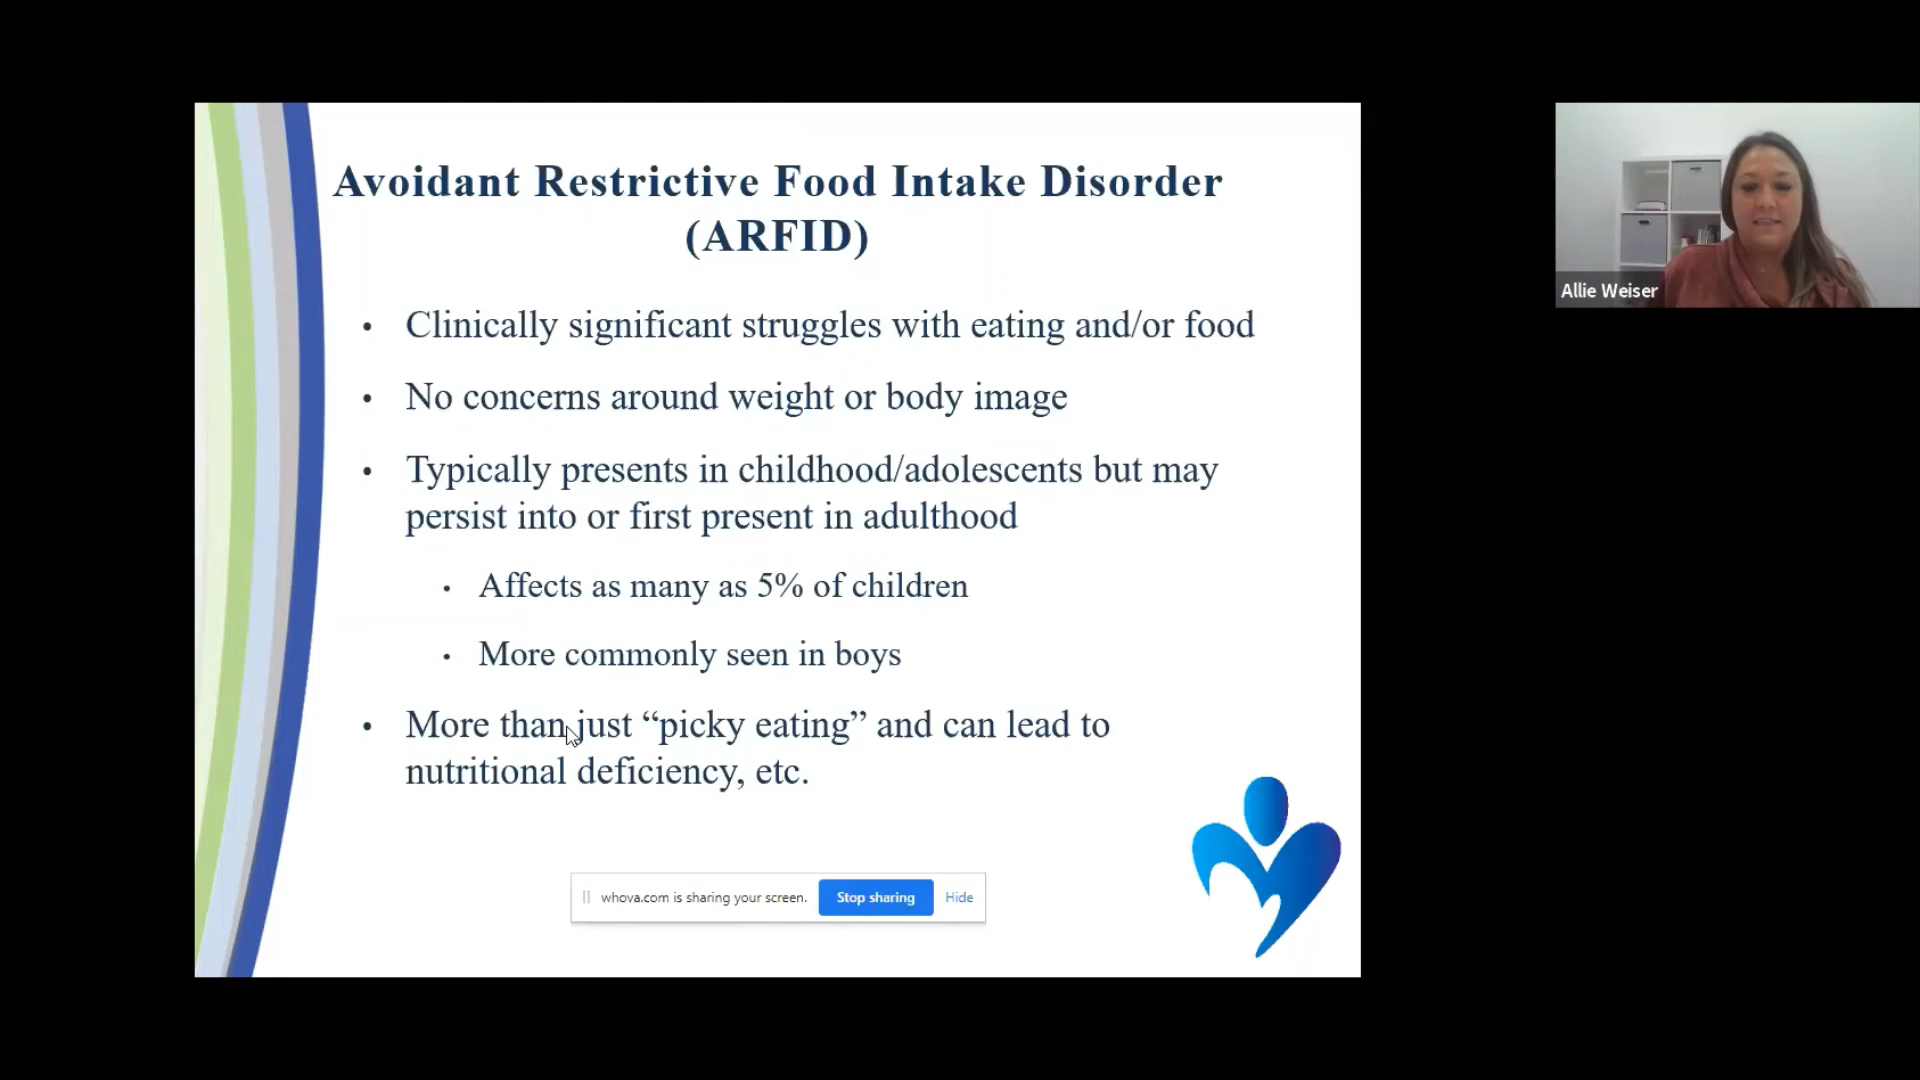 Avoidant Restrictive Food Intake Disorder
(ARFID)
• Clinically significant struggles with eating and/or food
• No concerns around weight or body image
• Typically presents in childhood/adolescents but may
persist into or first present in adulthood
• Affects as many as 5% of children
• More commonly seen in boys
• More than just “picky eating” and can lead to
nutritional deficiency, etc.
whova.com is sharing your screen. Stop sharing Hide
Allie Weiser